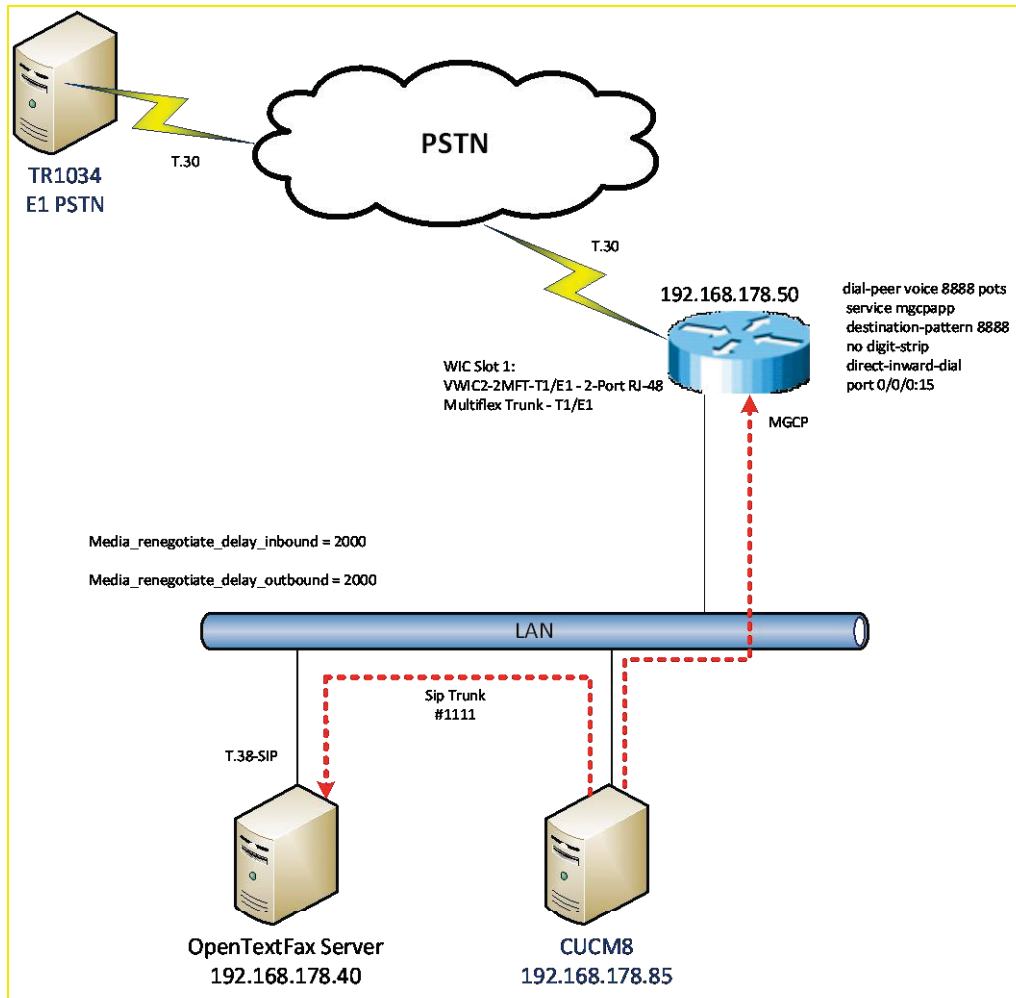 PSTN
T.30
TR1034
E1 PSTN
T.30
192.168.178.50
dial-peer voice 8888 pots
service mgcpapp
destination-pattern 8888
no digit-strip
direct-inward-dial
port 0/0/0:15
WIC Slot 1:
VWIC2-2MFT-T1/E1 - 2-Port RJ-48
Multiflex Trunk - T1/E1
MGCP
Media_renegotiate_delay_inbound = 2000
Media_renegotiate_delay_outbound = 2000
LAN
Sip Trunk
#1111
T.38-SIP
OpenTextFax Server
192.168.178.40
CUCM8
192.168.178.85